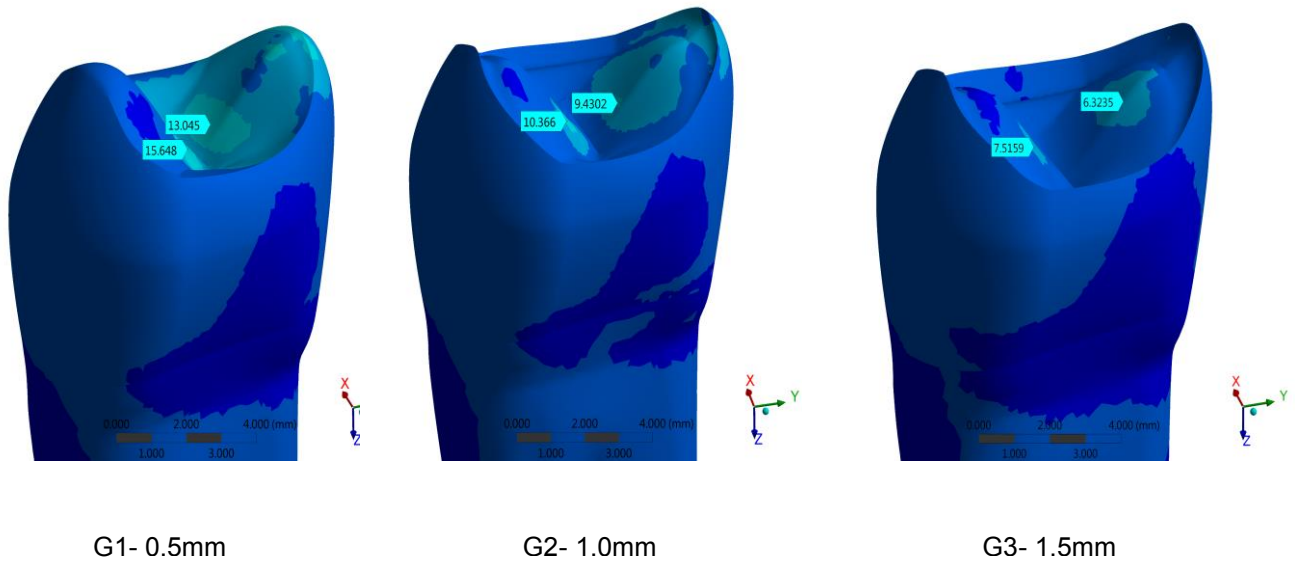 13.045
15.648
X
Z
0.000 2.000 4.000 (mm)
1.000 3.000
9.4302
10.366
X
Y
Z
0.000 2.000 4.000 (mm)
1.000 3.000
6.3235
7.5159
X
Y
Z
0.000 2.000 4.000 (mm)
1.000 3.000
G1- 0.5mm
G2- 1.0mm
G3- 1.5mm